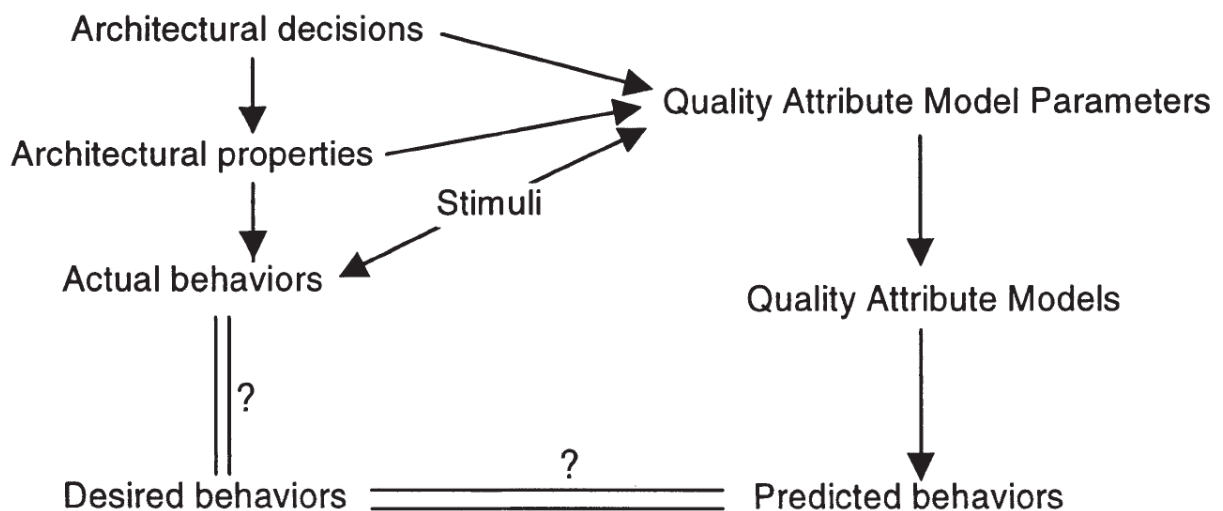 Architectural decisions
Quality Attribute Model Parameters
Architectural properties
Stimuli
Actual behaviors
Quality Attribute Models
?
?
Desired behaviors
Predicted behaviors